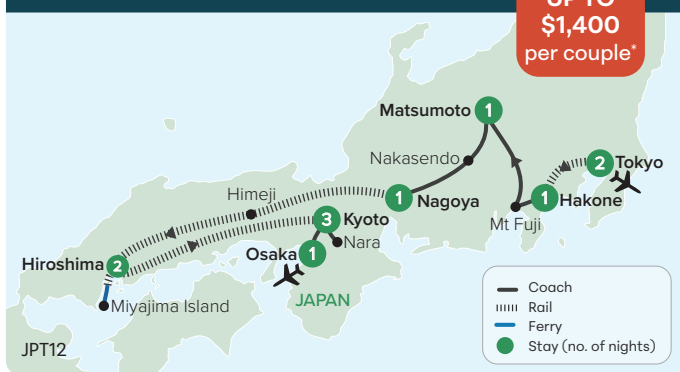 UP TO
$1,400
per couple*
Matsumoto
1
Nakasendo
2
Tokyo
1
Hakone
Mt Fuji
1
Nagoya
Himeji
3
Kyoto
Nara
Osaka
1
Hiroshima
2
Miyajima Island
JAPAN
JPT12
Coach
Rail
Ferry
Stay (no. of nights)